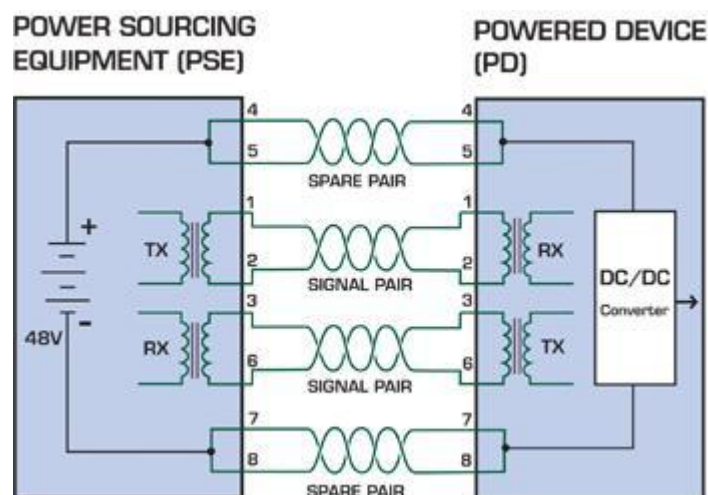 POWER SOURCING
EQUIPMENT (PSE)
POWERED DEVICE
(PD)
4
4
5
5
SPARE PAIR
1
1
+
TX
RX
2
2
SIGNAL PAIR
DC/DC
Converter
3
3
-
48V
RX
TX
6
6
SIGNAL PAIR
7
7
8
8
SPARE PAIR